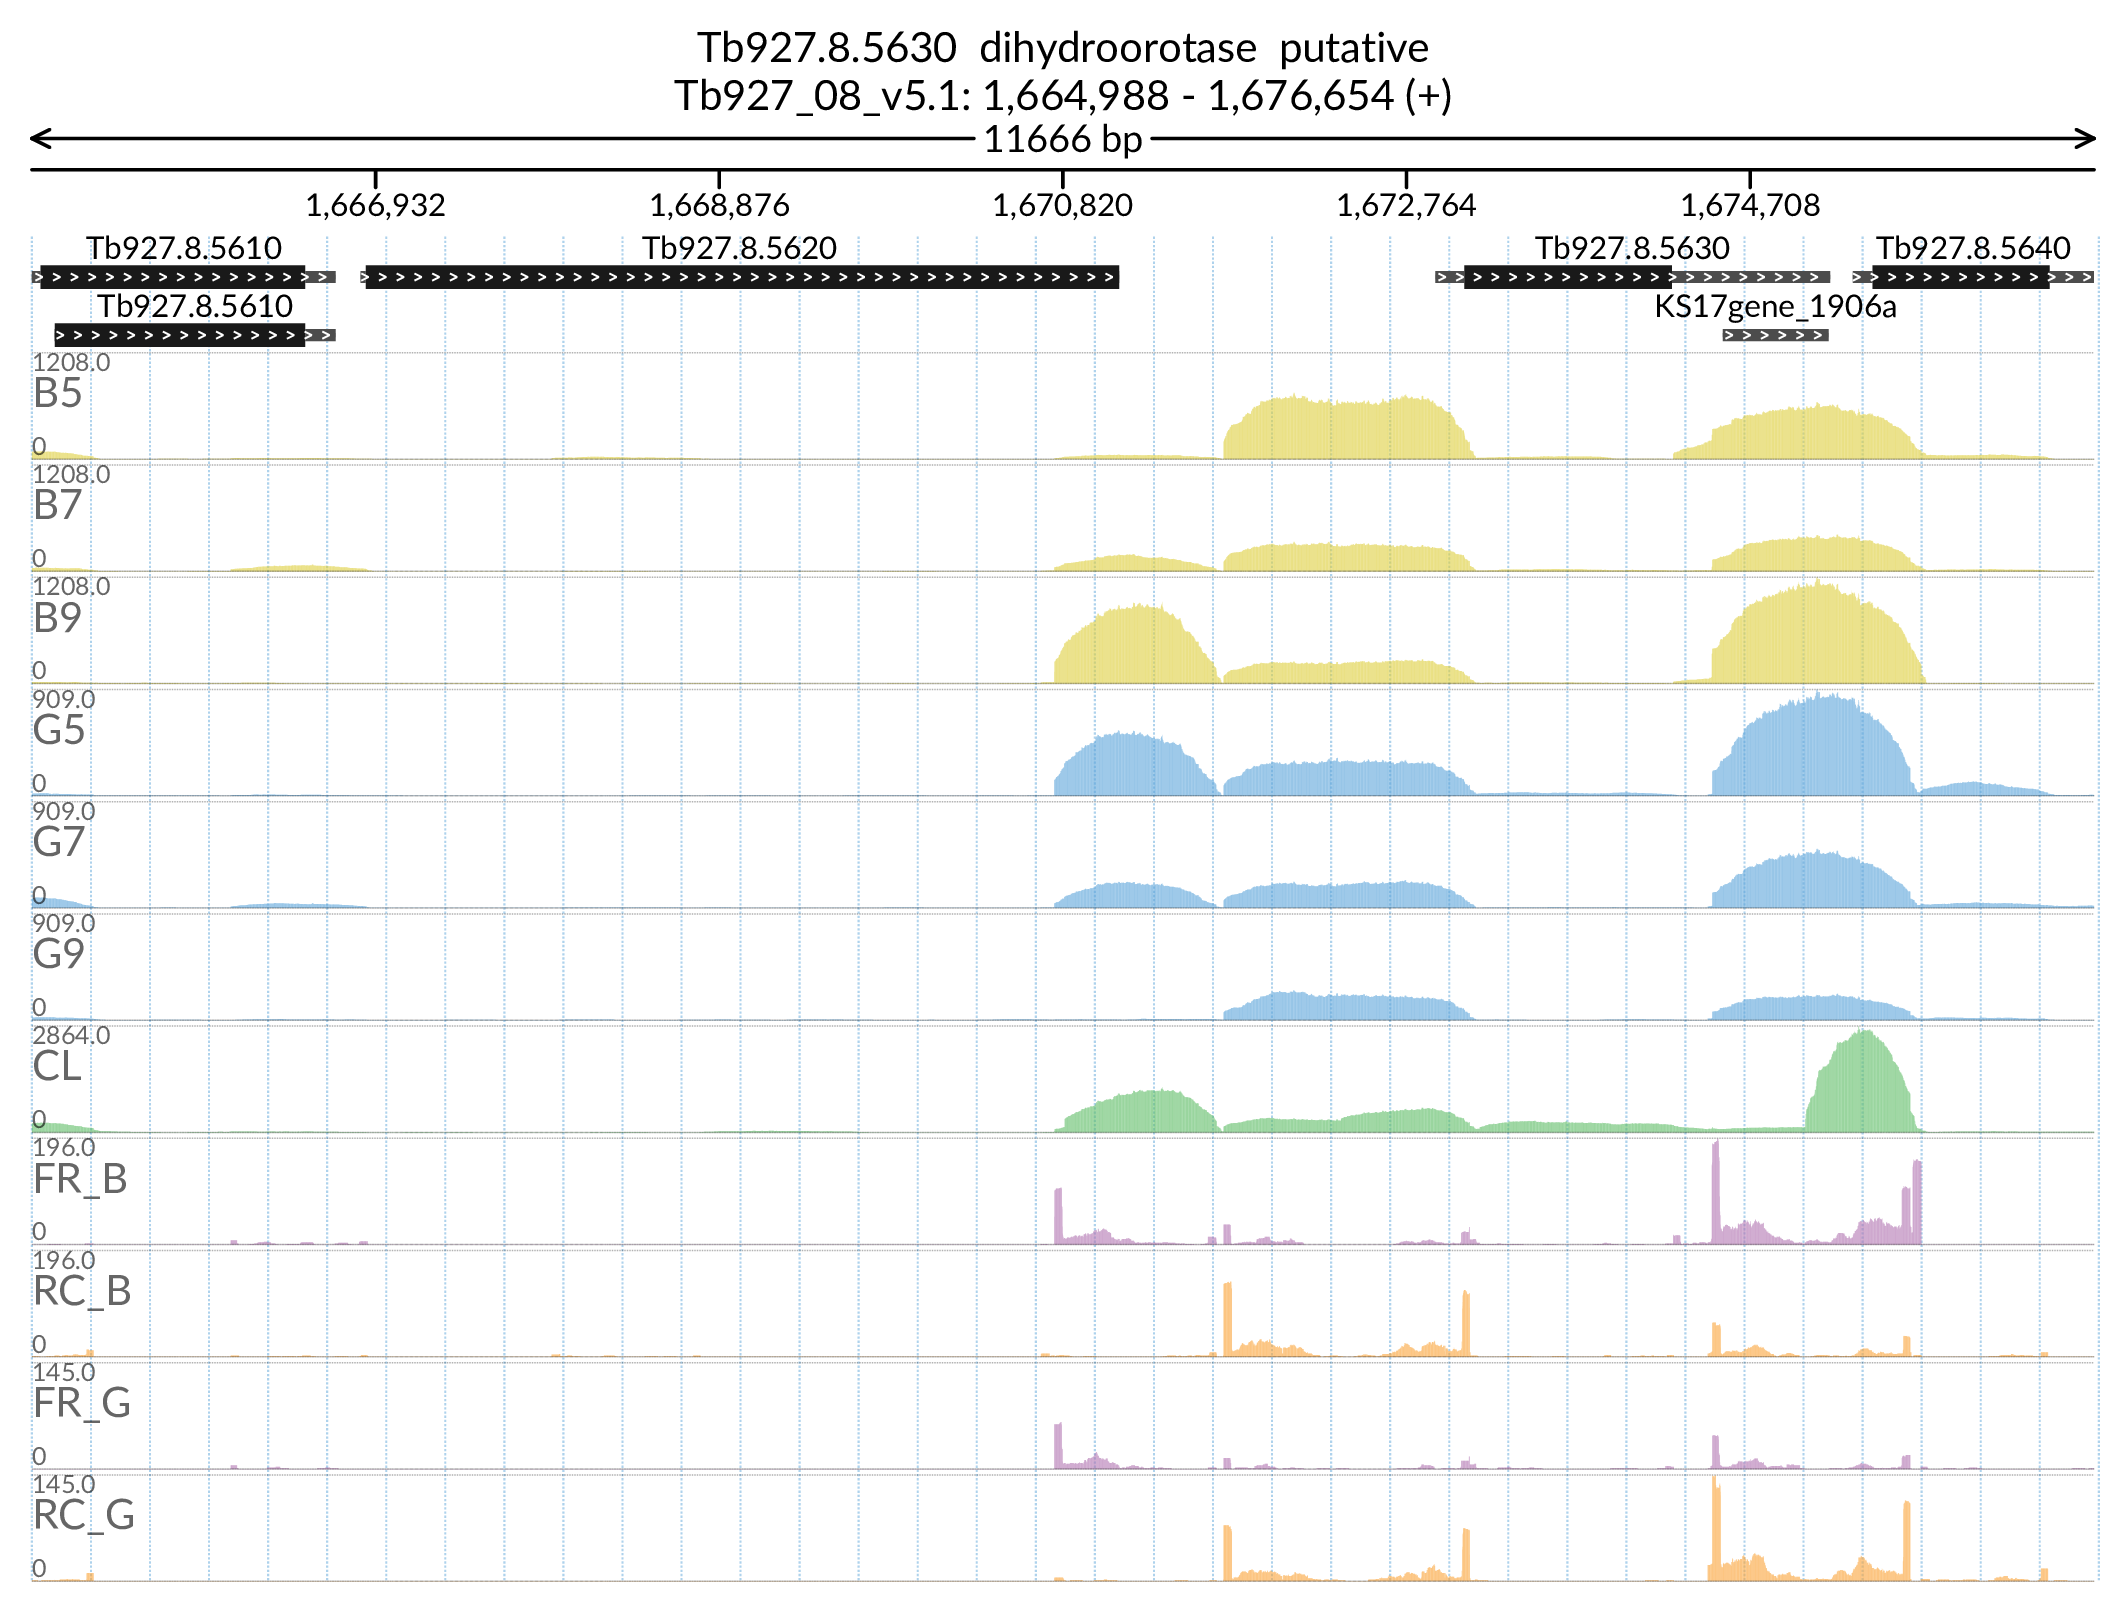 Tb927.8.5630 dihydroorotase putative
Tb927_08_v5.1: 1,664,988 - 1,676,654 (+)
11666 bp
1,666,932 1,668,876 1,670,820 1,672,764 1,674,708
Tb927.8.5610 Tb927.8.5620 Tb927.8.5630 Tb927.8.5640
Tb927.8.5610 KS17gene_1906a
1208.0
B5
0
1208.0
B7
0
1208.0
B9
0
909.0
G5
0
909.0
G7
0
909.0
G9
0
2864.0
CL
0
196.0
FR_B
0
196.0
RC_B
0
145.0
FR_G
0
145.0
RC_G
0